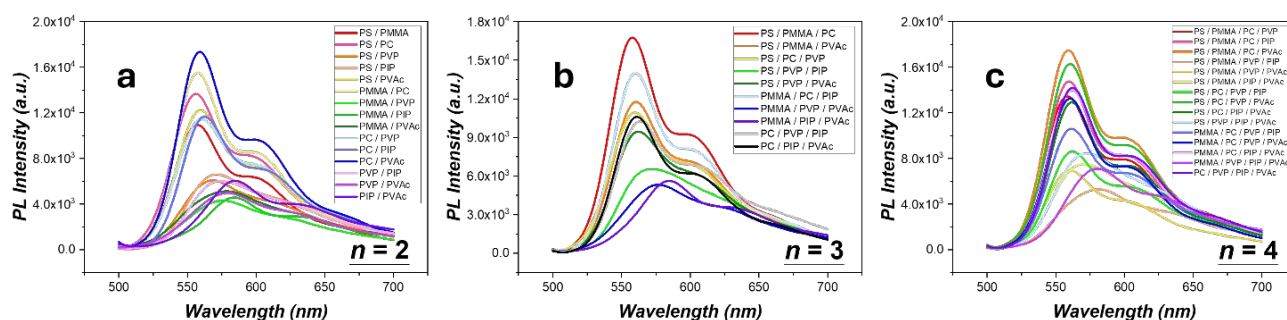 a
PL Intensity (a.u.)
2.0x10⁴
1.6x10⁴
1.2x10⁴
8.0x10³
4.0x10³
0.0
500 550 600 650 700
Wavelength (nm)
PS / PMMA
PS / PC
PS / PVP
PS / PIP
PS / PVAc
PMMA / PC
PMMA / PVP
PMMA / PIP
PMMA / PVAc
PC / PVP
PC / PIP
PC / PVAc
PVP / PIP
PVP / PVAc
PIP / PVAc
n = 2
b
PL Intensity (a.u.)
1.8x10⁴
1.5x10⁴
1.2x10⁴
9.0x10³
6.0x10³
3.0x10³
0.0
500 550 600 650 700
Wavelength (nm)
PS / PMMA / PC
PS / PMMA / PVAc
PS / PC / PVP
PS / PVP / PIP
PS / PVP / PVAc
PMMA / PC / PIP
PMMA / PVP / PVAc
PMMA / PIP / PVAc
PC / PVP / PIP
PC / PIP / PVAc
n = 3
c
PL Intensity (a.u.)
2.0x10⁴
1.6x10⁴
1.2x10⁴
8.0x10³
4.0x10³
0.0
500 550 600 650 700
Wavelength (nm)
PS / PMMA / PC / PVP
PS / PMMA / PC / PIP
PS / PMMA / PC / PVAc
PS / PMMA / PVP / PIP
PS / PMMA / PVP / PVAc
PS / PMMA / PIP / PVAc
PS / PC / PVP / PIP
PS / PC / PVP / PVAc
PS / PC / PIP / PVAc
PS / PVP / PIP / PVAc
PMMA / PC / PVP / PIP
PMMA / PC / PVP / PVAc
PMMA / PC / PIP / PVAc
PMMA / PVP / PIP / PVAc
PC / PVP / PIP / PVAc
n = 4